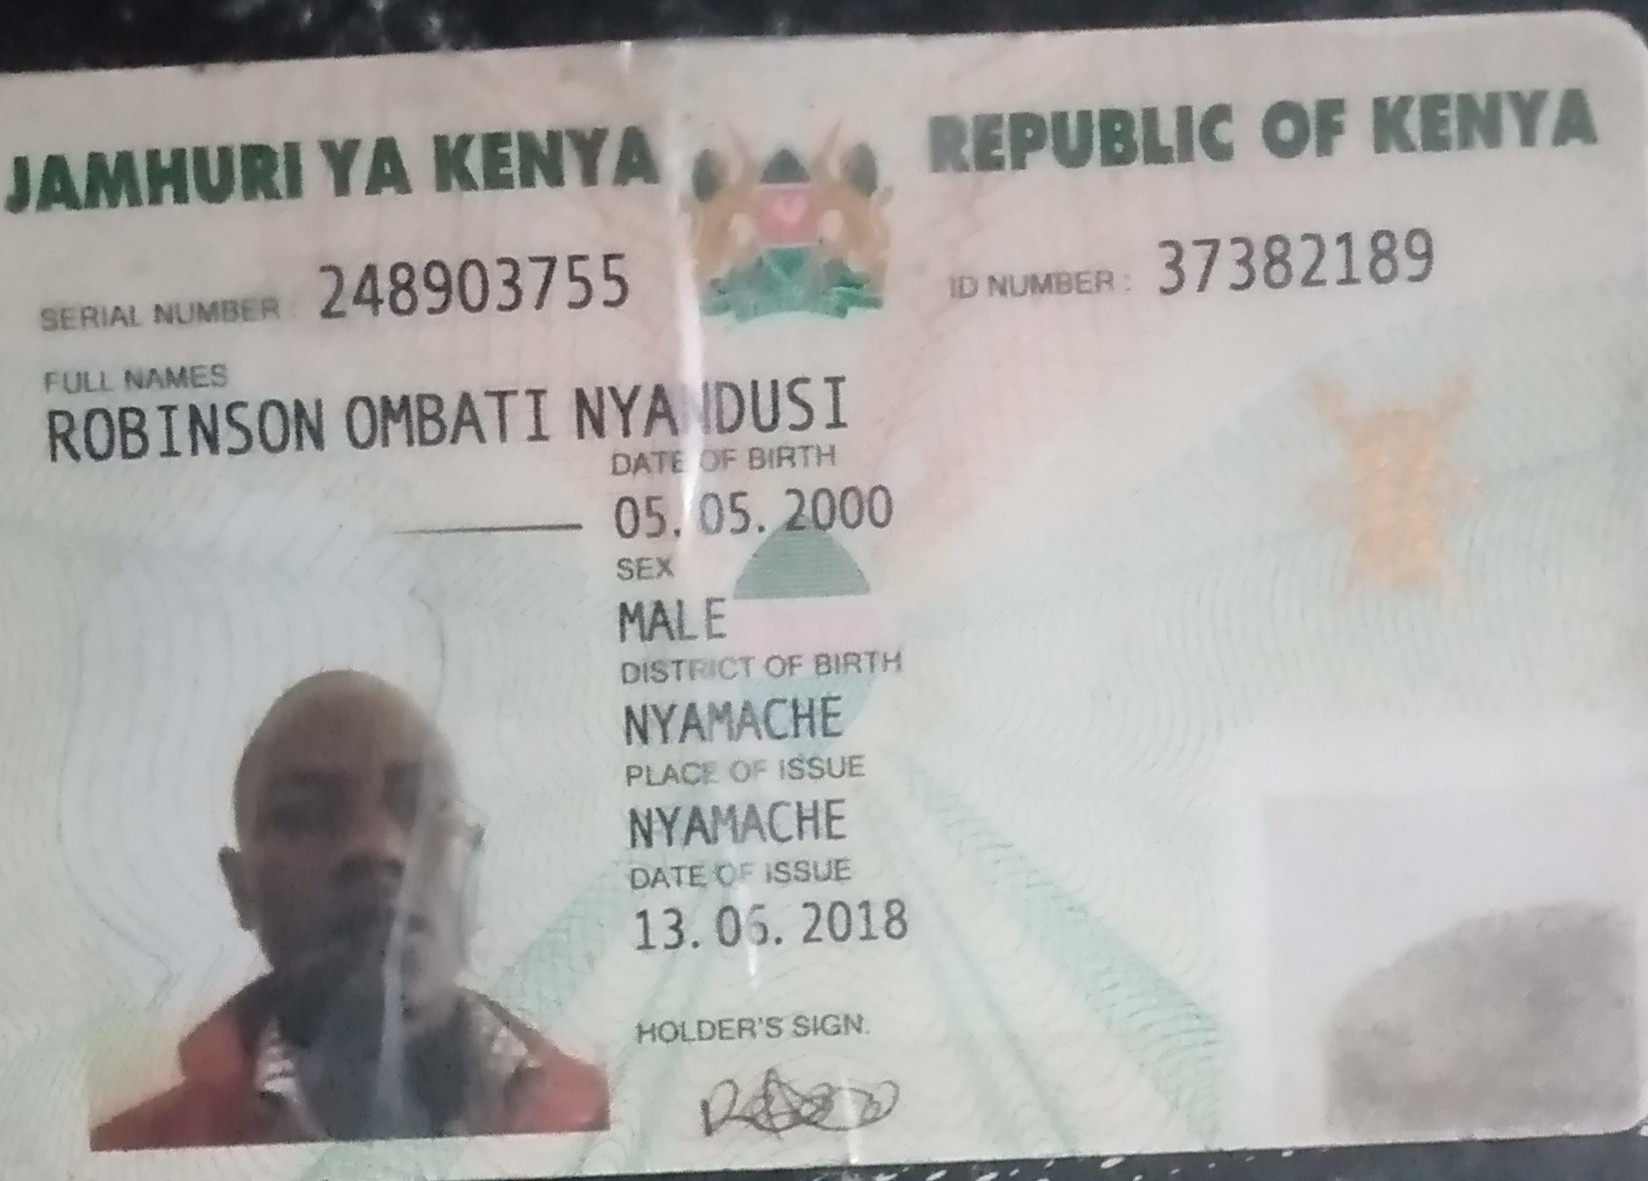 JAMHURI YA KENYA REPUBLIC OF KENYA
SERIAL NUMBER : 248903755 ID NUMBER : 37382189
FULL NAMES
ROBINSON OMBATI NYANDUSI
DATE OF BIRTH
05. 05. 2000
SEX
MALE
DISTRICT OF BIRTH
NYAMACHE
PLACE OF ISSUE
NYAMACHE
DATE OF ISSUE
13. 06. 2018
HOLDER'S SIGN.